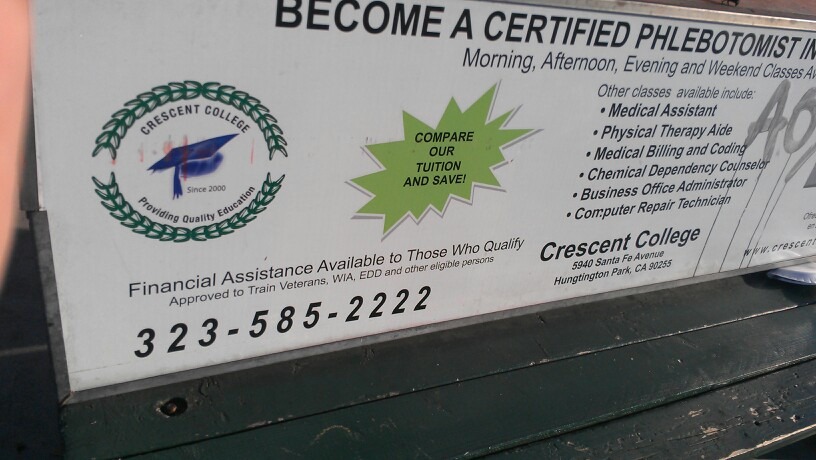 BECOME A CERTIFIED PHLEBOTOMIST IN
Morning, Afternoon, Evening and Weekend Classes Av
CRESCENT COLLEGE
Since 2000
Providing Quality Education
COMPARE
OUR
TUITION
AND SAVE!
Other classes available include:
• Medical Assistant
• Physical Therapy Aide
• Medical Billing and Coding
• Chemical Dependency Counselor
• Business Office Administrator
• Computer Repair Technician
Financial Assistance Available to Those Who Qualify
Approved to Train Veterans, WIA, EDD and other eligible persons
323-585-2222
Crescent College
5940 Santa Fe Avenue
Hungtington Park, CA 90255
www.crescent